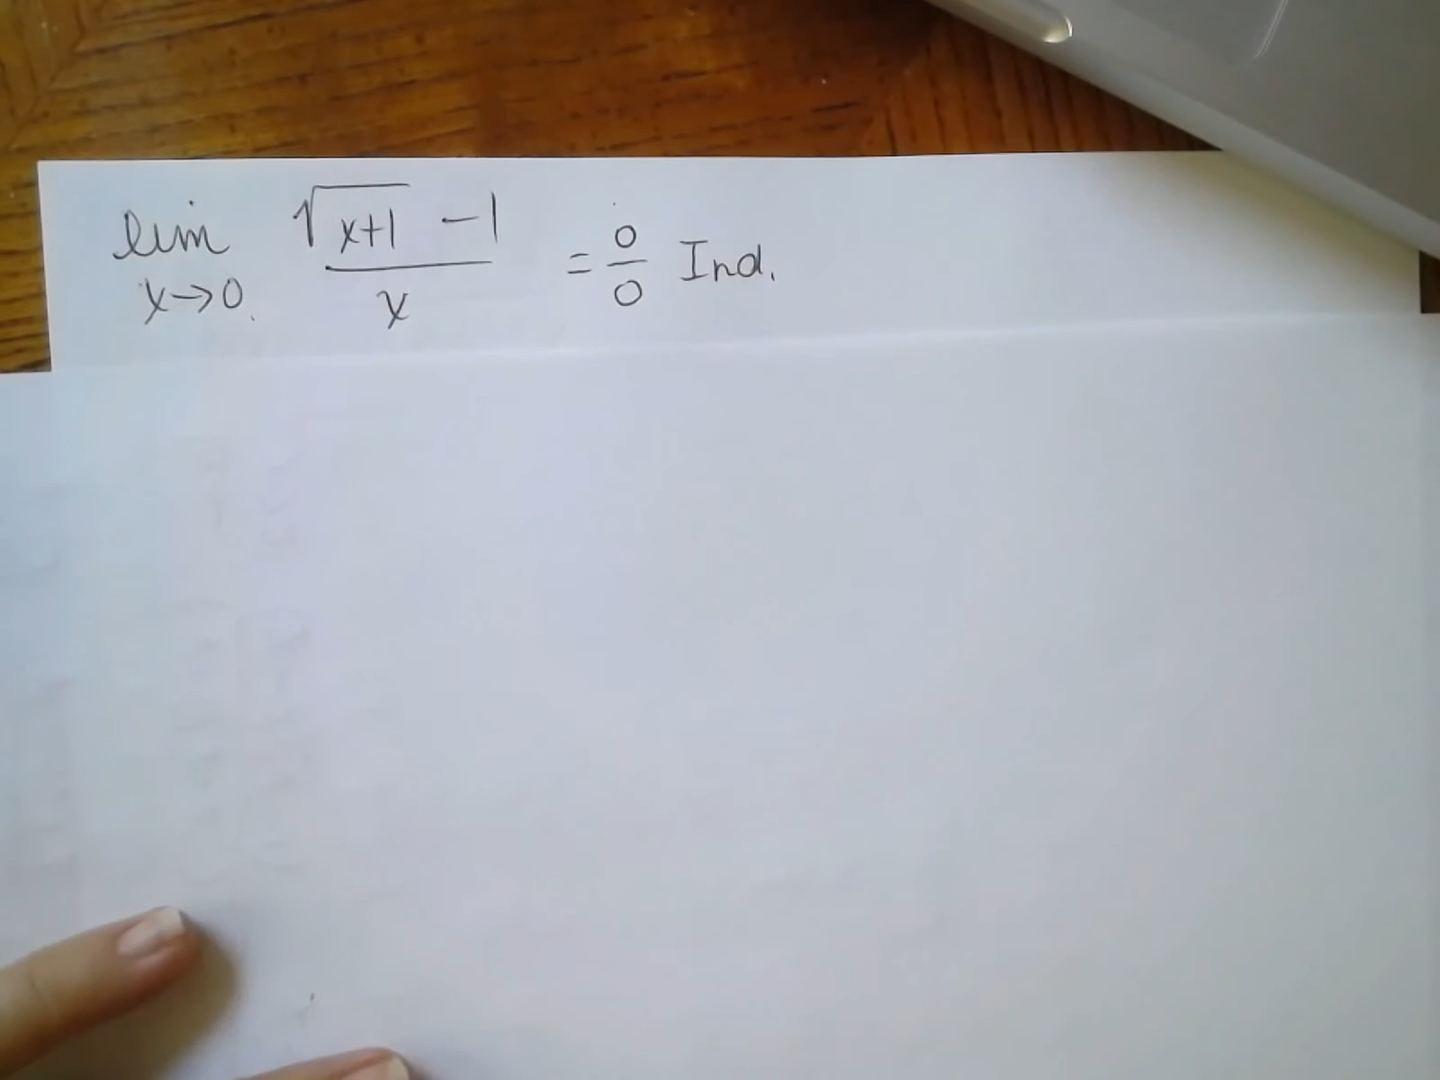 lim √(x+1) - 1 / x = 0/0 Ind.
x→0